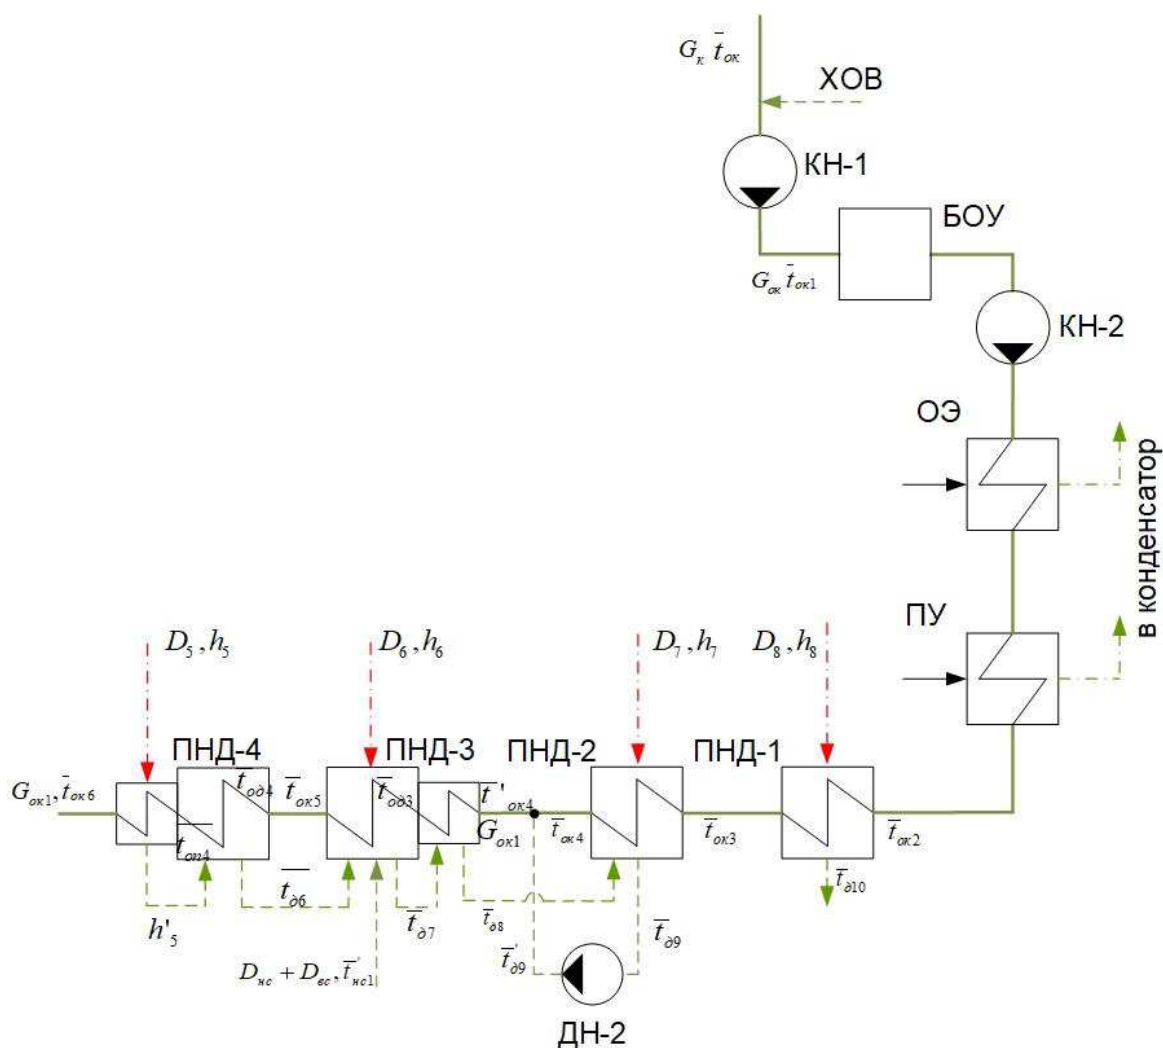 G_к t̄_ок
ХОВ
КН-1
БОУ
G_ок t̄_ок1
КН-2
ОЭ
в конденсатор
ПУ
D_5, h_5
D_6, h_6
D_7, h_7
D_8, h_8
ПНД-4
ПНД-3
ПНД-2
ПНД-1
G_ок1, t̄_ок6
t̄_од4
t̄_ок5
t̄_од3
t̄'_ок4
G_ок1
t̄_оп4
t̄_ок4
t̄_ок3
t̄_ок2
h'_5
t̄_д6
t̄_д7
t̄_д8
t̄_д9
t̄_д10
D_нс + D_вс, t̄'_нс1
t̄'_д9
ДН-2